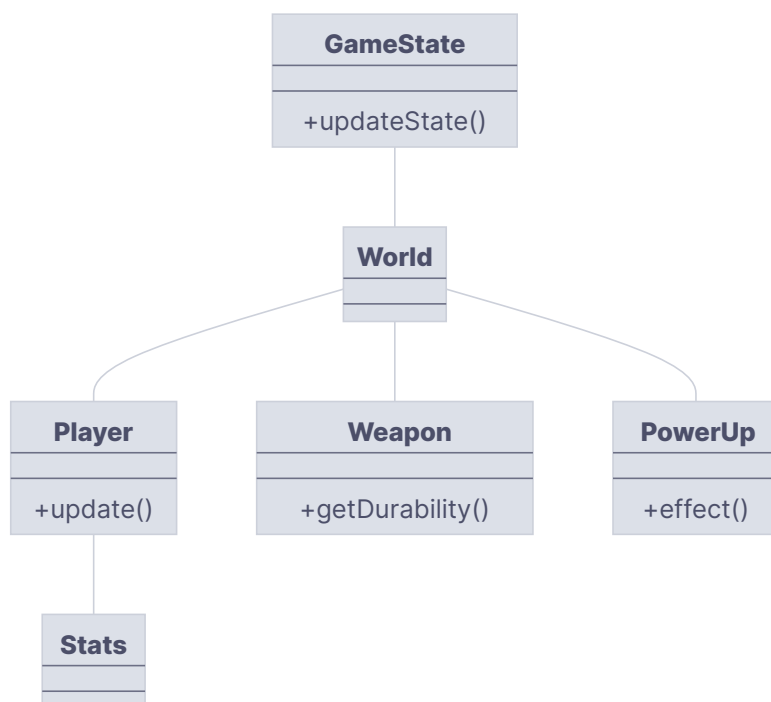 GameState
+updateState()
World
Player
Weapon
PowerUp
+update()
+getDurability()
+effect()
Stats